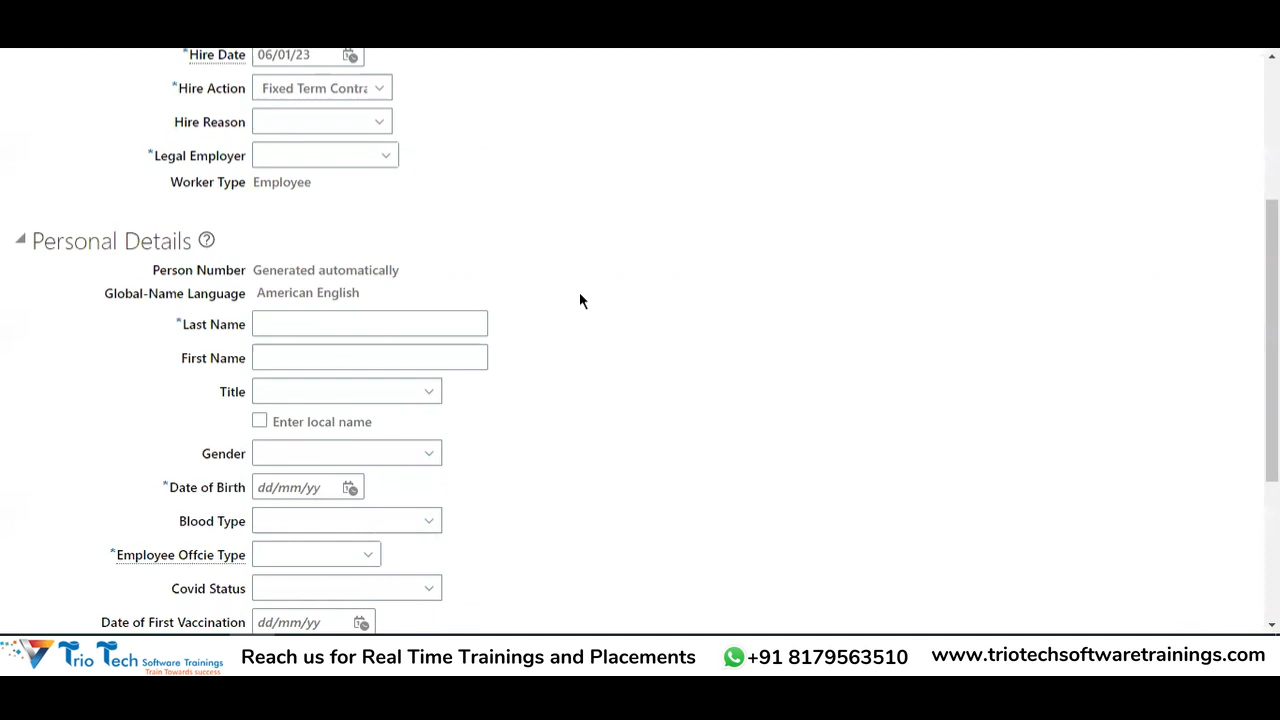 *Hire Date 06/01/23
*Hire Action Fixed Term Contra
Hire Reason
*Legal Employer
Worker Type Employee
Personal Details ?
Person Number Generated automatically
Global-Name Language American English
*Last Name
First Name
Title
Enter local name
Gender
*Date of Birth dd/mm/yy
Blood Type
*Employee Offcie Type
Covid Status
Date of First Vaccination dd/mm/yy
Trio Tech Software Trainings
Train Towards success
Reach us for Real Time Trainings and Placements
+91 8179563510
www.triotechsoftwaretrainings.com